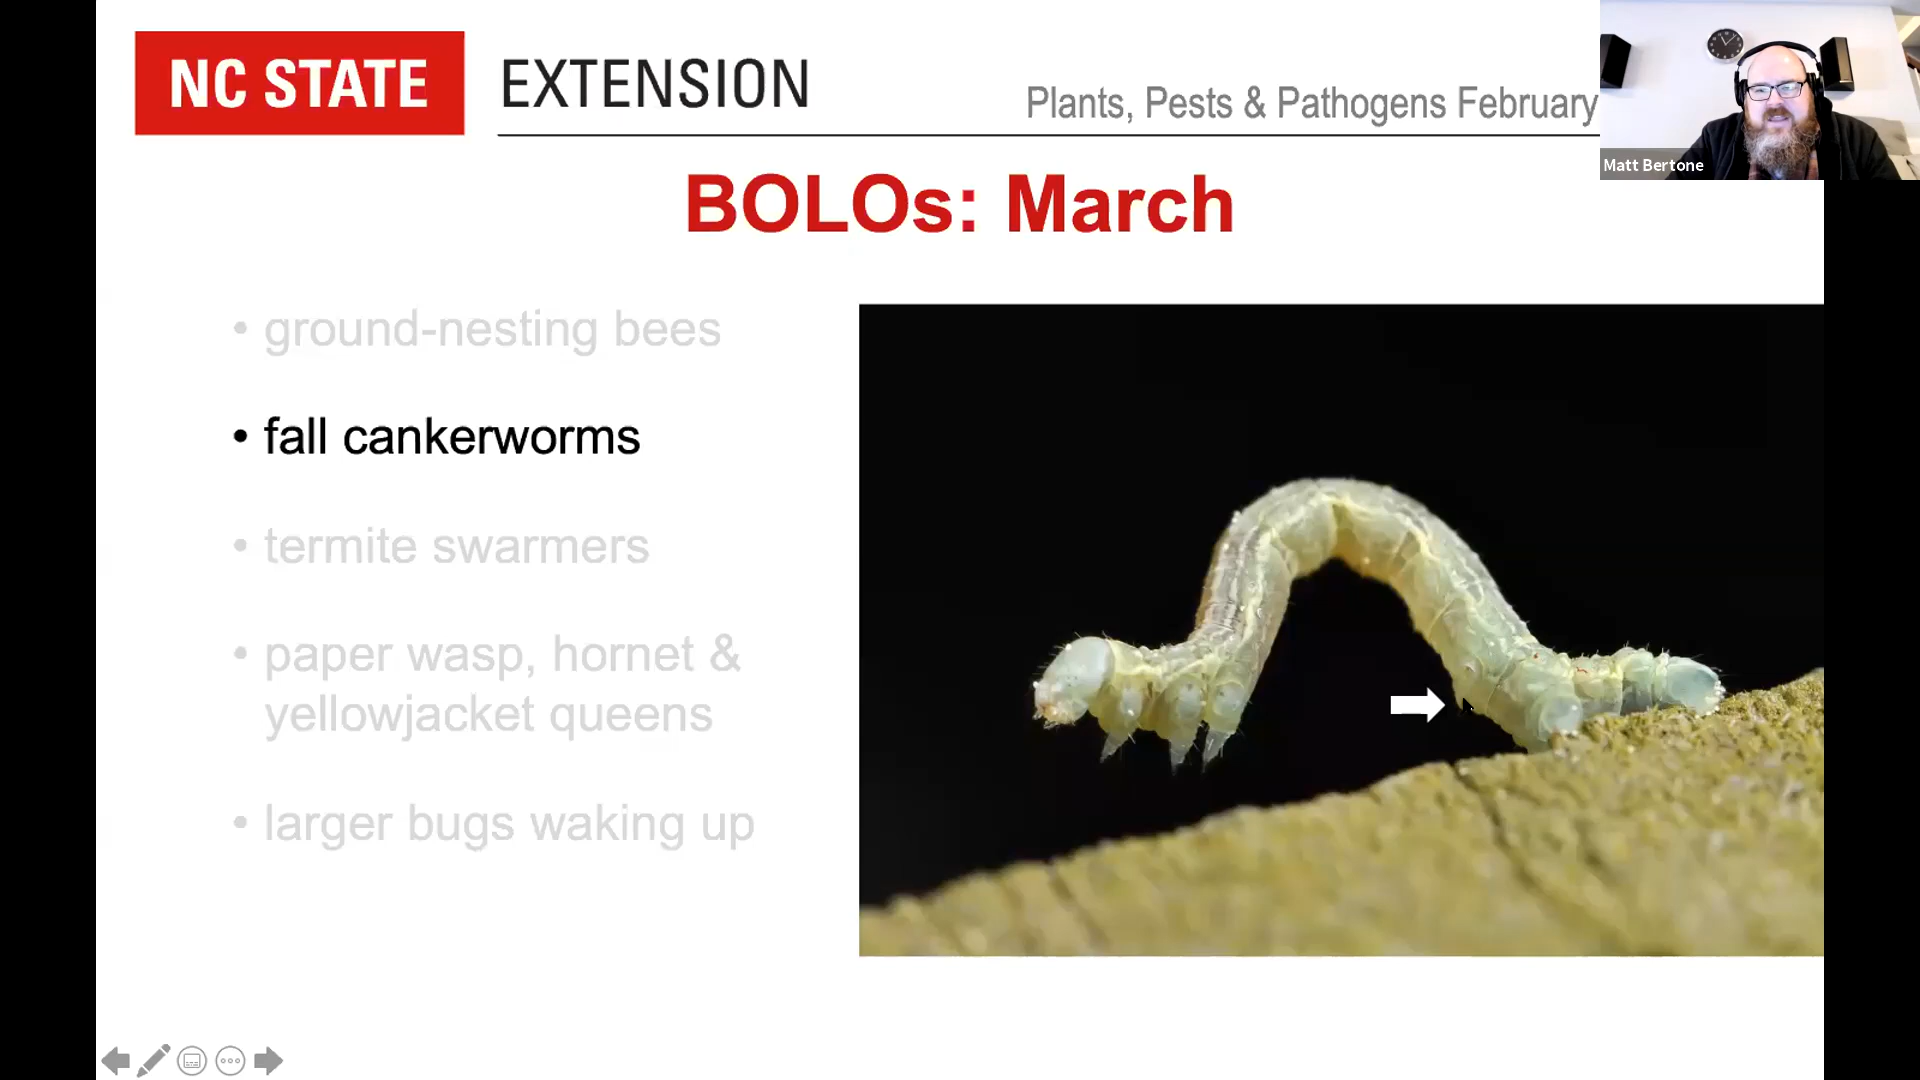 NC STATE EXTENSION
Plants, Pests & Pathogens February
Matt Bertone
BOLOs: March
• ground-nesting bees
• fall cankerworms
• termite swarmers
• paper wasp, hornet &
yellowjacket queens
• larger bugs waking up